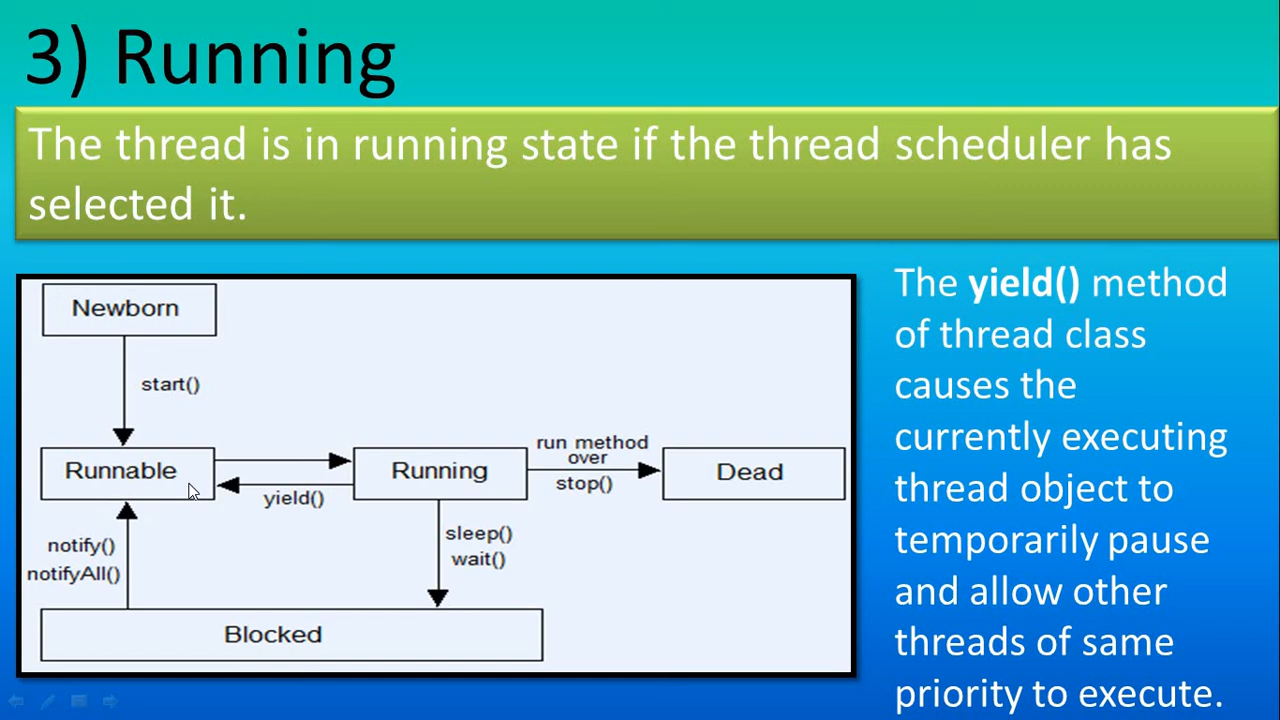 3) Running
The thread is in running state if the thread scheduler has
selected it.
Newborn
start()
Runnable
yield()
Running
run method
over
stop()
Dead
sleep()
wait()
notify()
notifyAll()
Blocked
The yield() method
of thread class
causes the
currently executing
thread object to
temporarily pause
and allow other
threads of same
priority to execute.